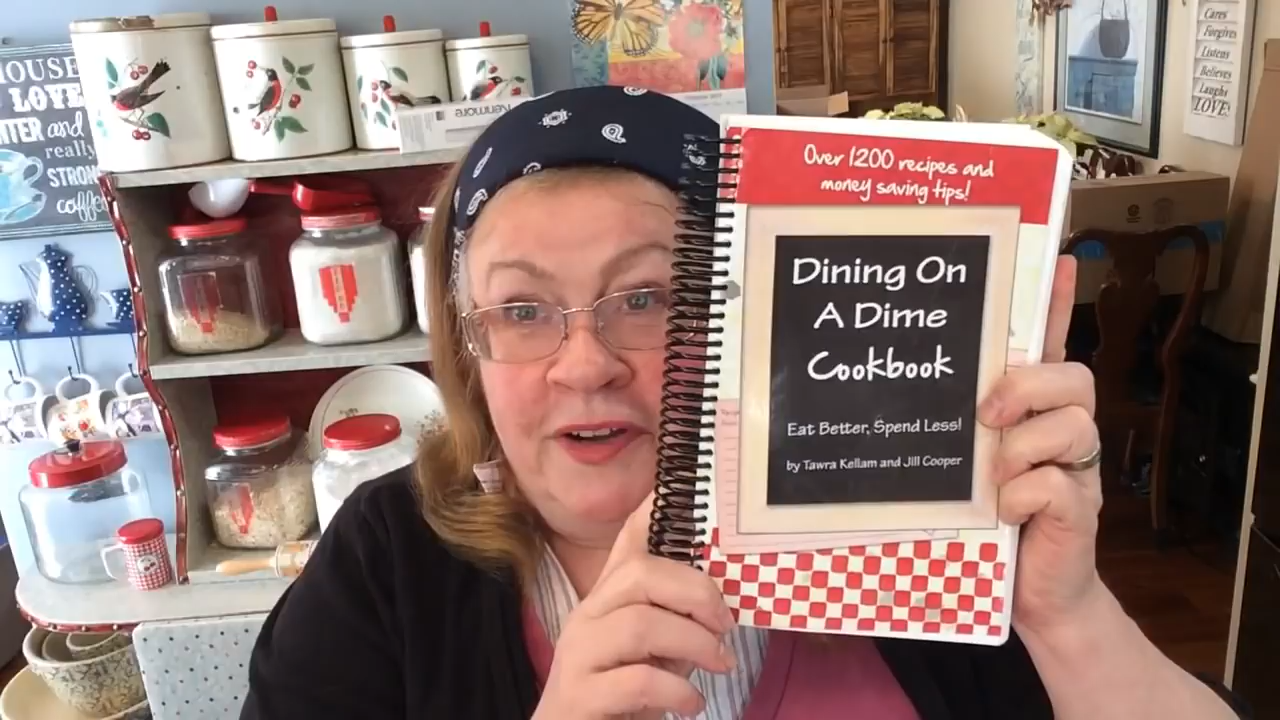 HOUSE
LOVE
and
really
STRONG
coffee
Kenmore
Cares
Forgives
Listens
Believes
Laughs
LOVE
Over 1200 recipes and
money saving tips!
Dining On
A Dime
Cookbook
Eat Better, Spend Less!
by Tawra Kellam and Jill Cooper